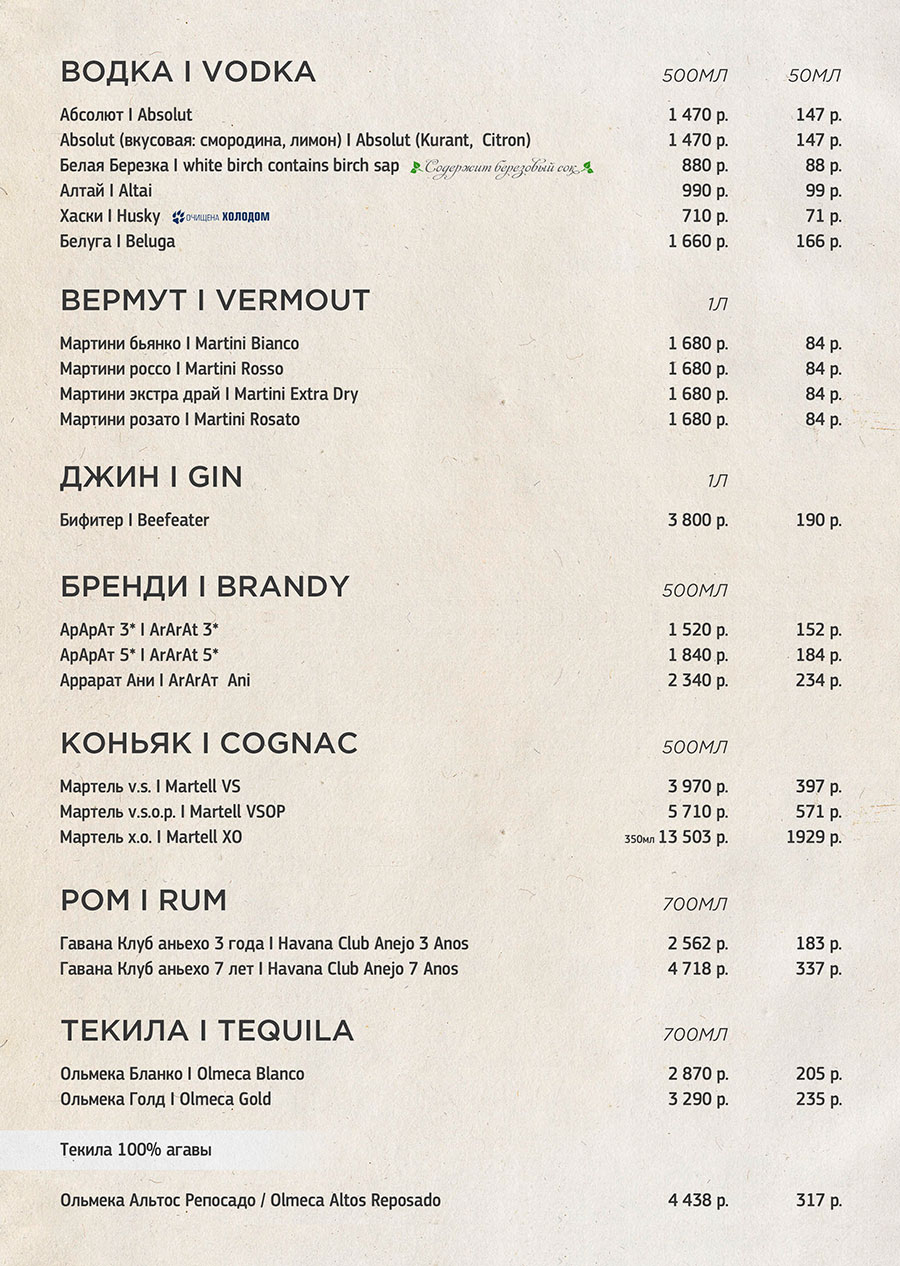 ВОДКА I VODKA 500МЛ 50МЛ
Абсолют I Absolut 1 470 р. 147 р.
Absolut (вкусовая: смородина, лимон) I Absolut (Kurant, Citron) 1 470 р. 147 р.
Белая Березка I white birch contains birch sap Содержит берёзовый сок 880 р. 88 р.
Алтай I Altai 990 р. 99 р.
Хаски I Husky ОЧИЩЕНА ХОЛОДОМ 710 р. 71 р.
Белуга I Beluga 1 660 р. 166 р.
ВЕРМУТ I VERMOUT 1Л
Мартини бьянко I Martini Bianco 1 680 р. 84 р.
Мартини россо I Martini Rosso 1 680 р. 84 р.
Мартини экстра драй I Martini Extra Dry 1 680 р. 84 р.
Мартини розато I Martini Rosato 1 680 р. 84 р.
ДЖИН I GIN 1Л
Бифитер I Beefeater 3 800 р. 190 р.
БРЕНДИ I BRANDY 500МЛ
АрАрАт 3* I ArArAt 3* 1 520 р. 152 р.
АрАрАт 5* I ArArAt 5* 1 840 р. 184 р.
Аррарат Ани I ArArAт Ani 2 340 р. 234 р.
КОНЬЯК I COGNAC 500МЛ
Мартель v.s. I Martell VS 3 970 р. 397 р.
Мартель v.s.o.p. I Martell VSOP 5 710 р. 571 р.
Мартель x.o. I Martell XO 350мл 13 503 р. 1929 р.
РОМ I RUM 700МЛ
Гавана Клуб аньехо 3 года I Havana Club Anejo 3 Anos 2 562 р. 183 р.
Гавана Клуб аньехо 7 лет I Havana Club Anejo 7 Anos 4 718 р. 337 р.
ТЕКИЛА I TEQUILA 700МЛ
Ольмека Бланко I Olmeca Blanco 2 870 р. 205 р.
Ольмека Голд I Olmeca Gold 3 290 р. 235 р.
Текила 100% агавы
Ольмека Альтос Репосадо / Olmeca Altos Reposado 4 438 р. 317 р.